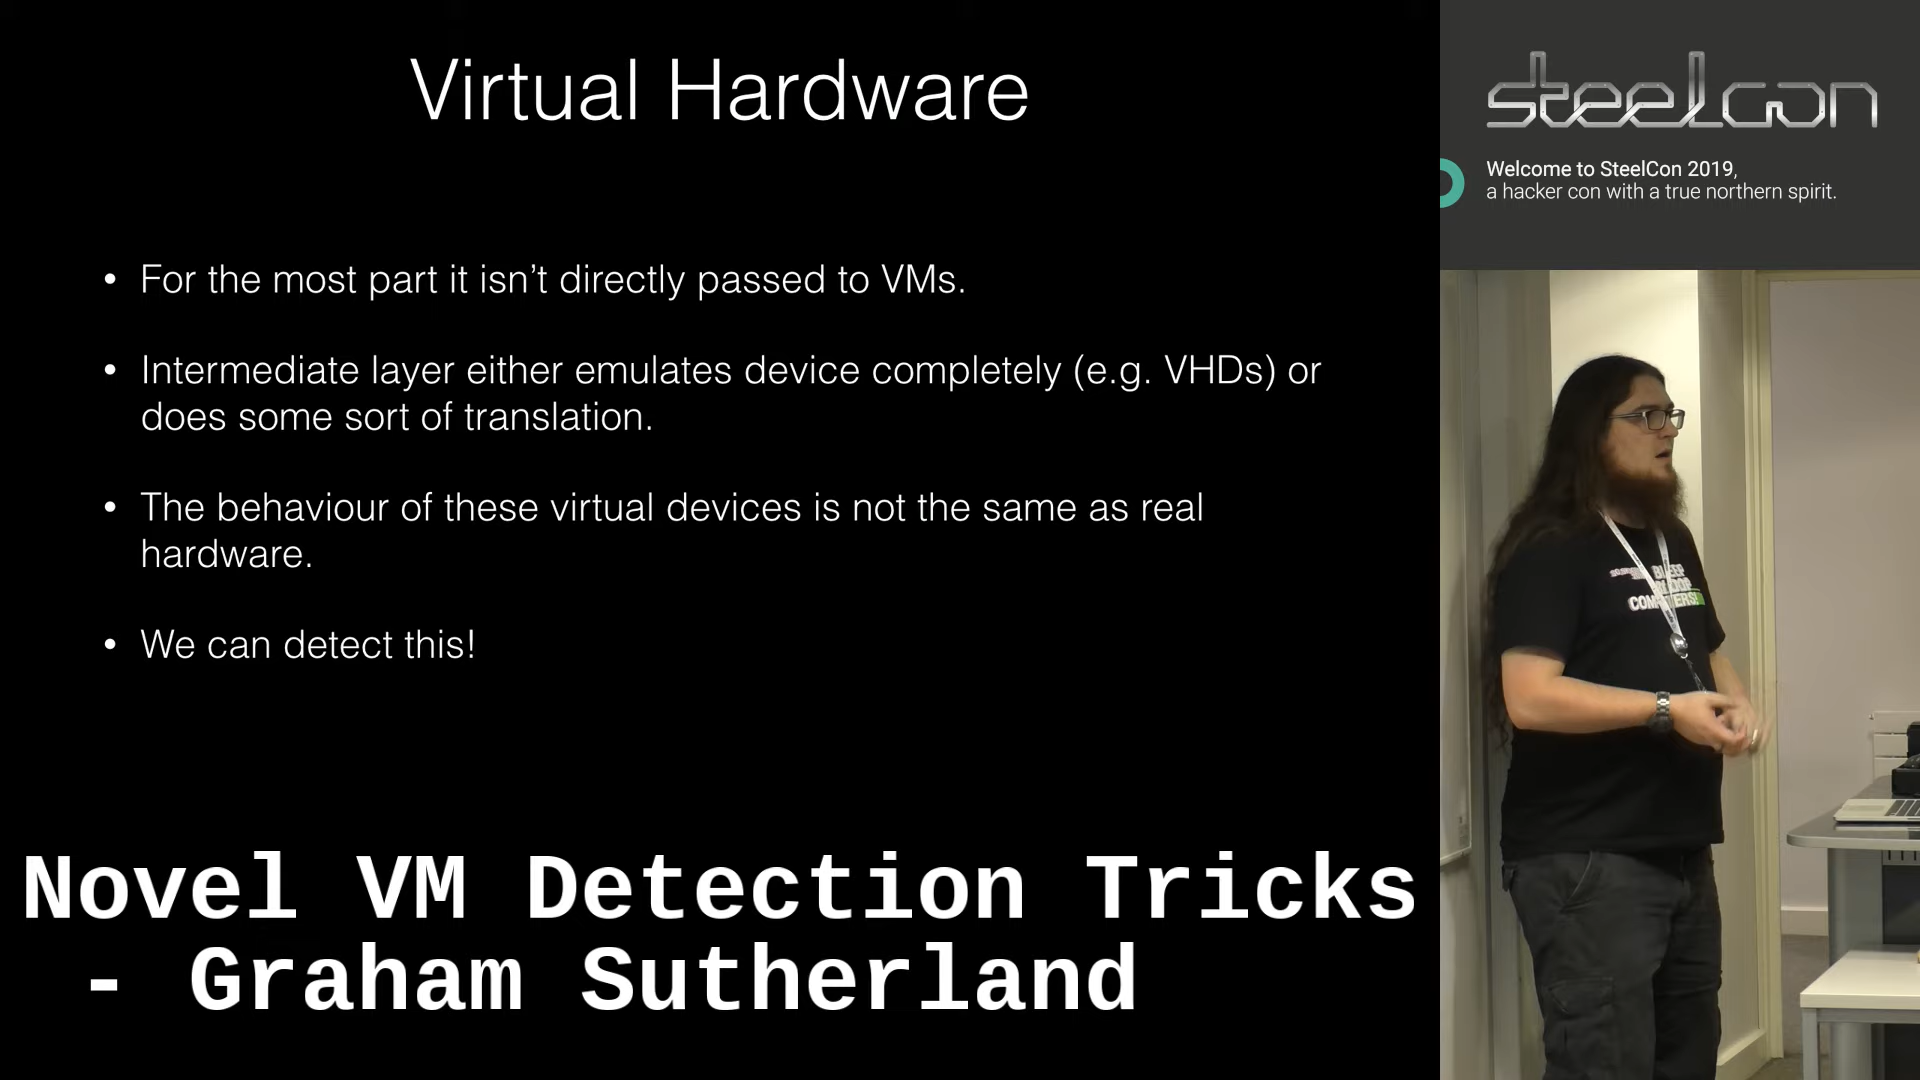 Virtual Hardware
• For the most part it isn’t directly passed to VMs.
• Intermediate layer either emulates device completely (e.g. VHDs) or
does some sort of translation.
• The behaviour of these virtual devices is not the same as real
hardware.
• We can detect this!
Novel VM Detection Tricks
- Graham Sutherland
steelcon
Welcome to SteelCon 2019,
a hacker con with a true northern spirit.